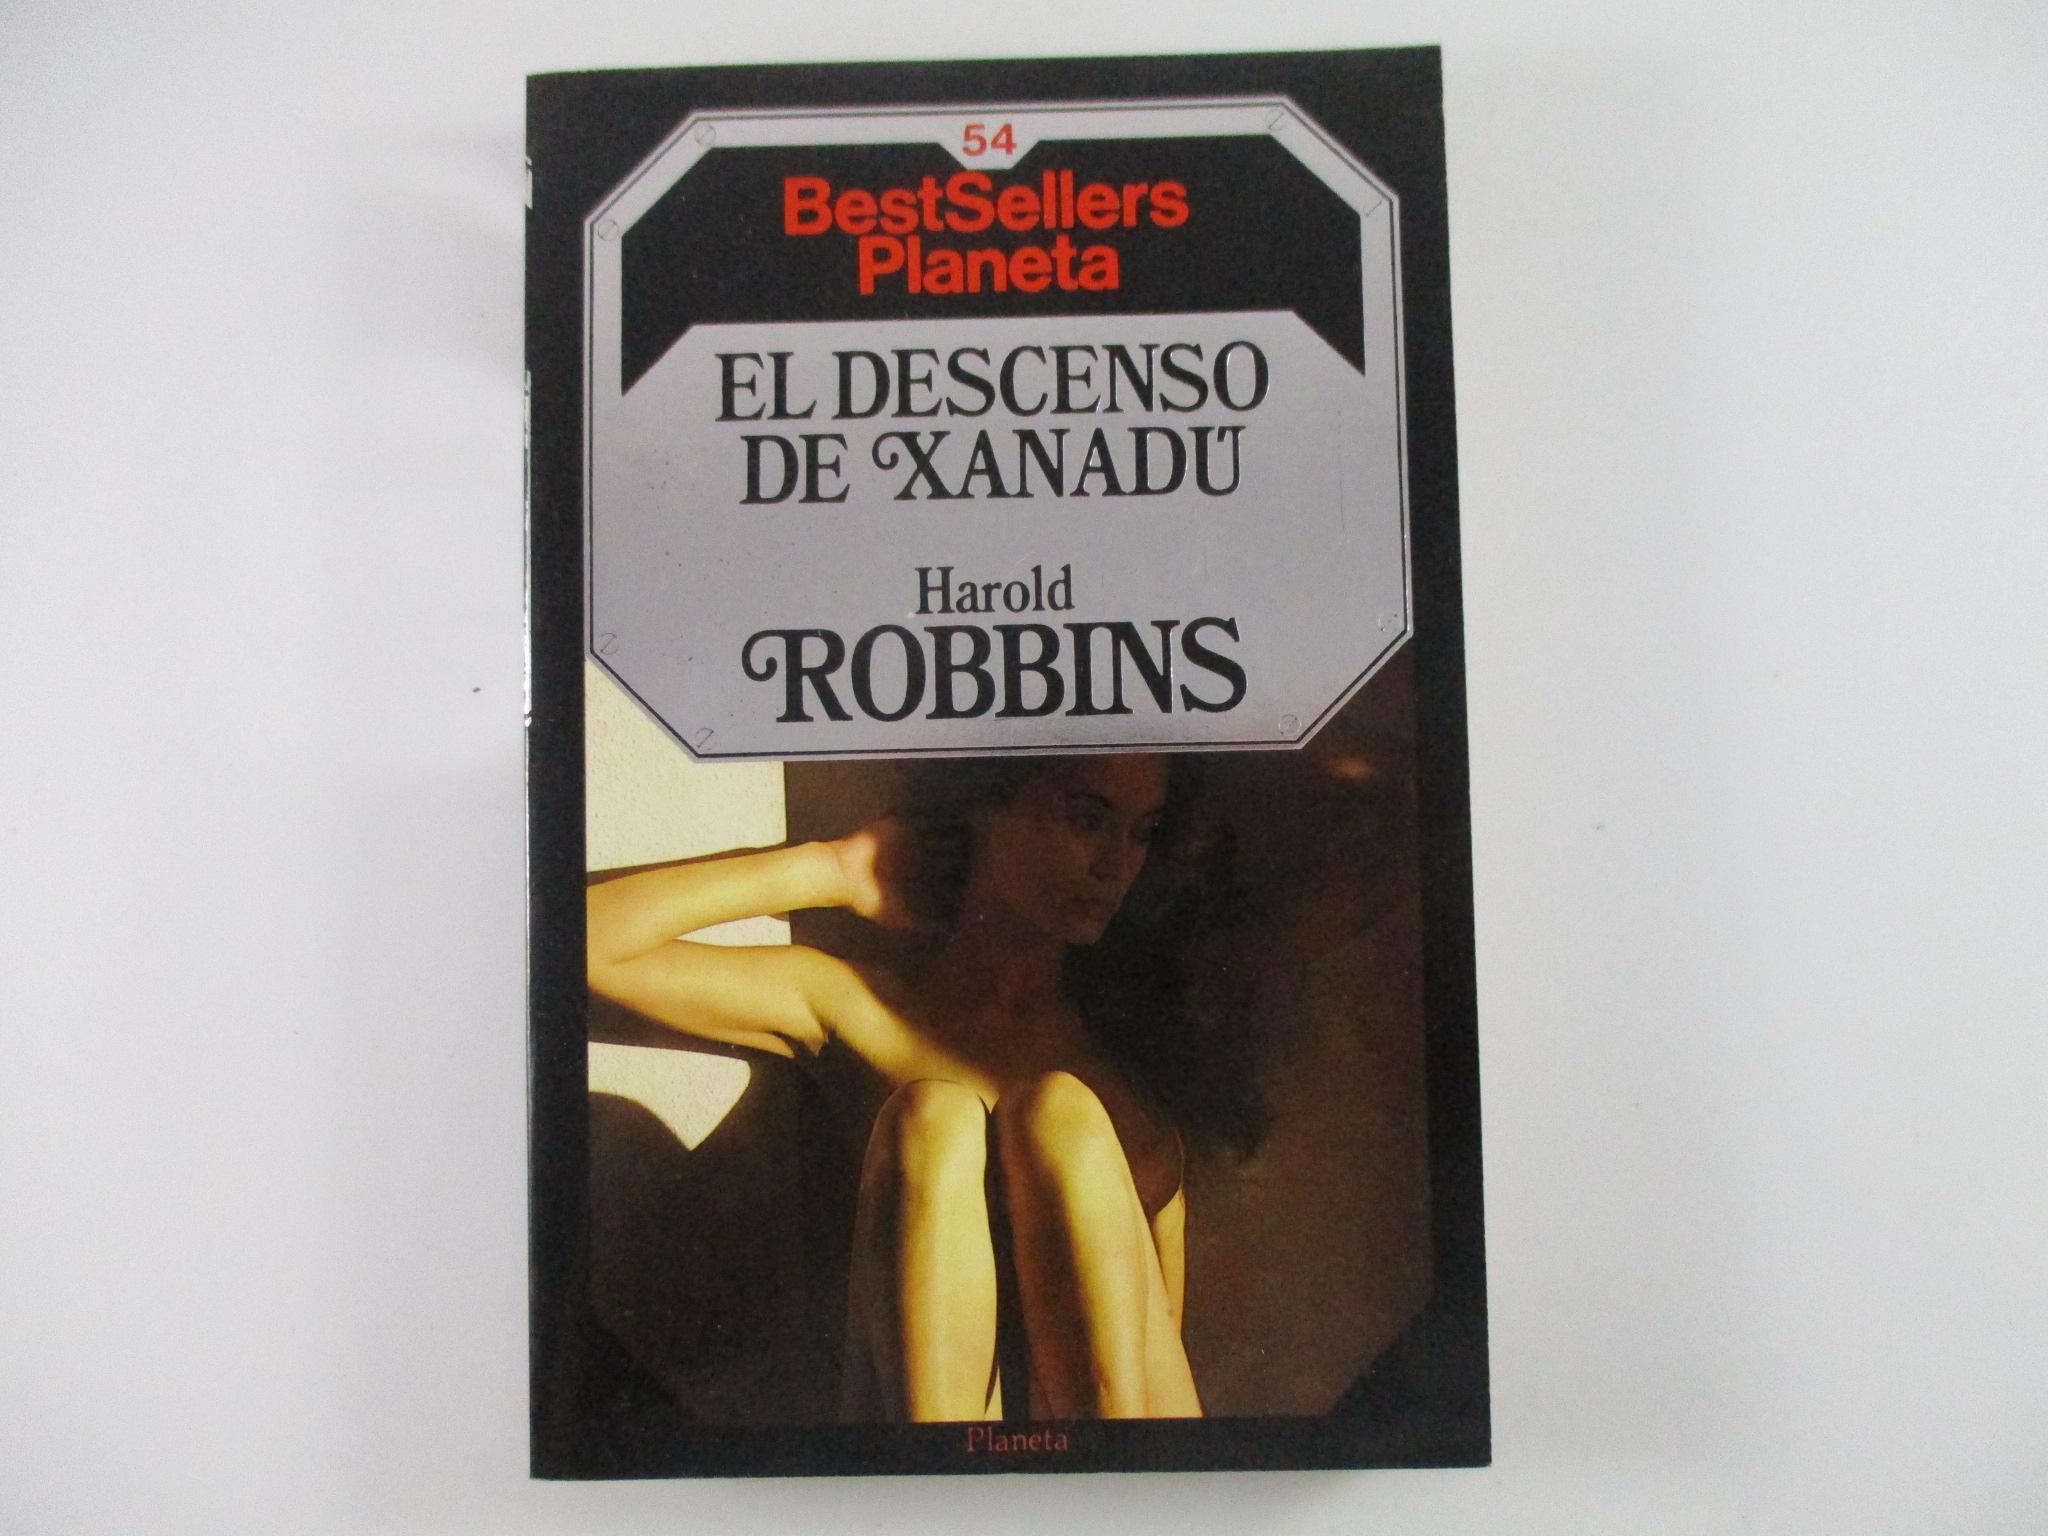 54
BestSellers
Planeta
EL DESCENSO
DE XANADÚ
Harold
ROBBINS
Planeta